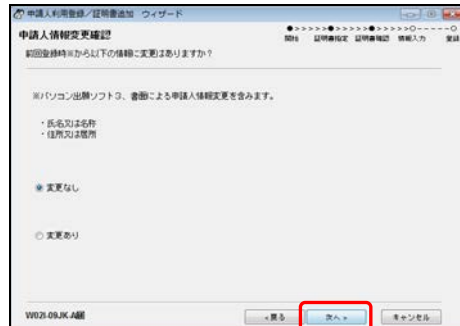 申請人利用登録/証明書追加 ウィザード
申請人情報変更確認
●>>>>>●>>>>>●>>>>>○-----○
開始 証明書指定 証明書確認 情報入力 登録
前回登録時※から以下の情報に変更はありますか?
※パソコン出願ソフト3、書面による申請人情報変更を含みます。
・氏名又は名称
・住所又は居所
変更なし
変更あり
W02I-09JK-A届
<戻る
次へ>
キャンセル